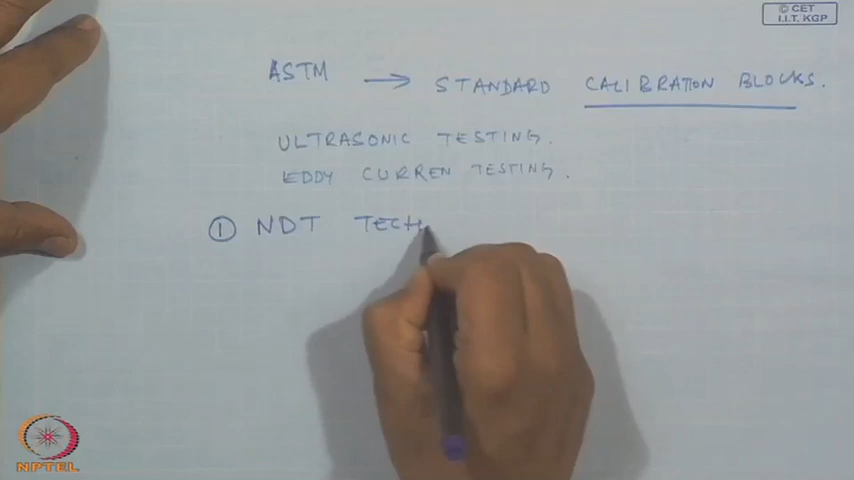 © CET
I.I.T. KGP
ASTM → STANDARD CALIBRATION BLOCKS.
ULTRASONIC TESTING.
EDDY CURREN TESTING.
① NDT TECH
NPTEL